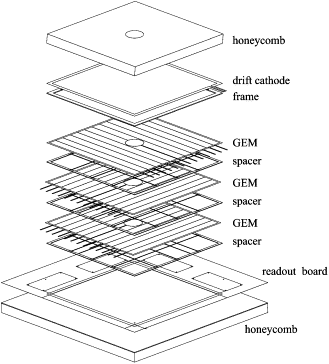 honeycomb
drift cathode
frame
GEM
spacer
GEM
spacer
GEM
spacer
readout board
honeycomb